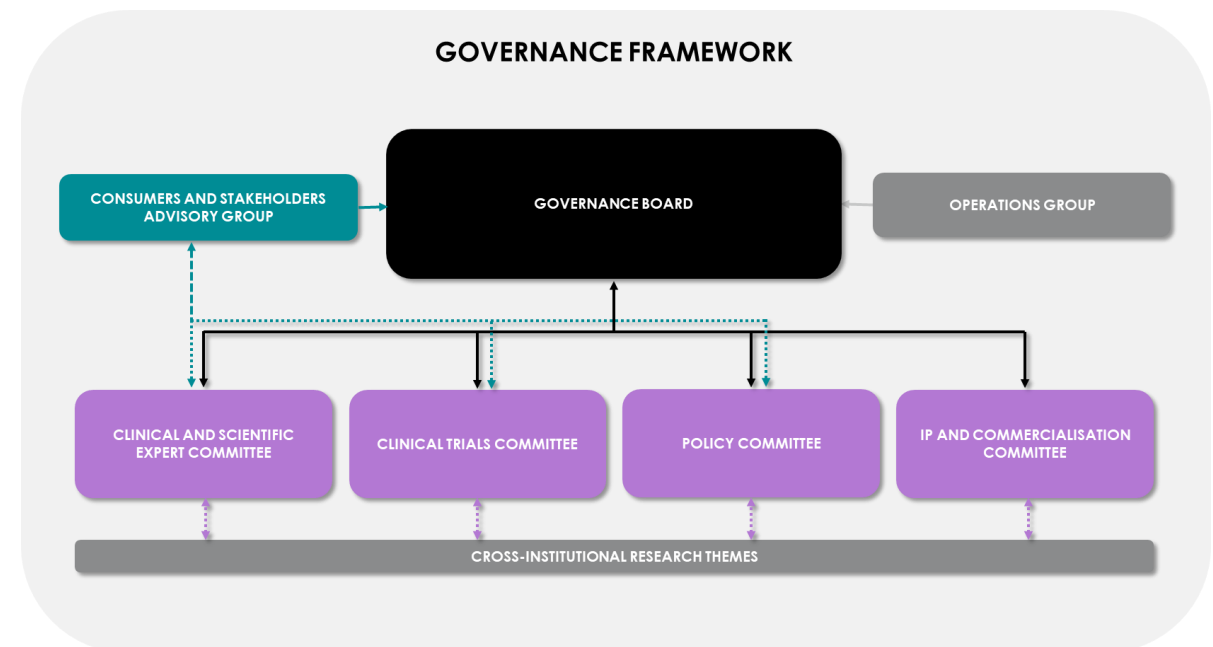 GOVERNANCE FRAMEWORK
CONSUMERS AND STAKEHOLDERS
ADVISORY GROUP
GOVERNANCE BOARD
OPERATIONS GROUP
CLINICAL AND SCIENTIFIC
EXPERT COMMITTEE
CLINICAL TRIALS COMMITTEE
POLICY COMMITTEE
IP AND COMMERCIALISATION
COMMITTEE
CROSS-INSTITUTIONAL RESEARCH THEMES